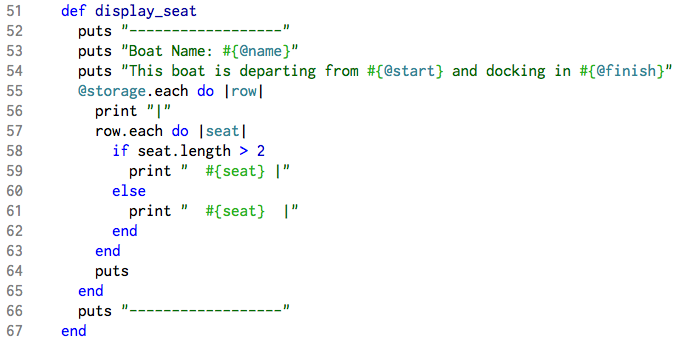 51 def display_seat
52 puts "------------------"
53 puts "Boat Name: #{@name}"
54 puts "This boat is departing from #{@start} and docking in #{@finish}"
55 @storage.each do |row|
56 print "|"
57 row.each do |seat|
58 if seat.length > 2
59 print "  #{seat} |"
60 else
61 print "  #{seat}  |"
62 end
63 end
64 puts
65 end
66 puts "------------------"
67 end